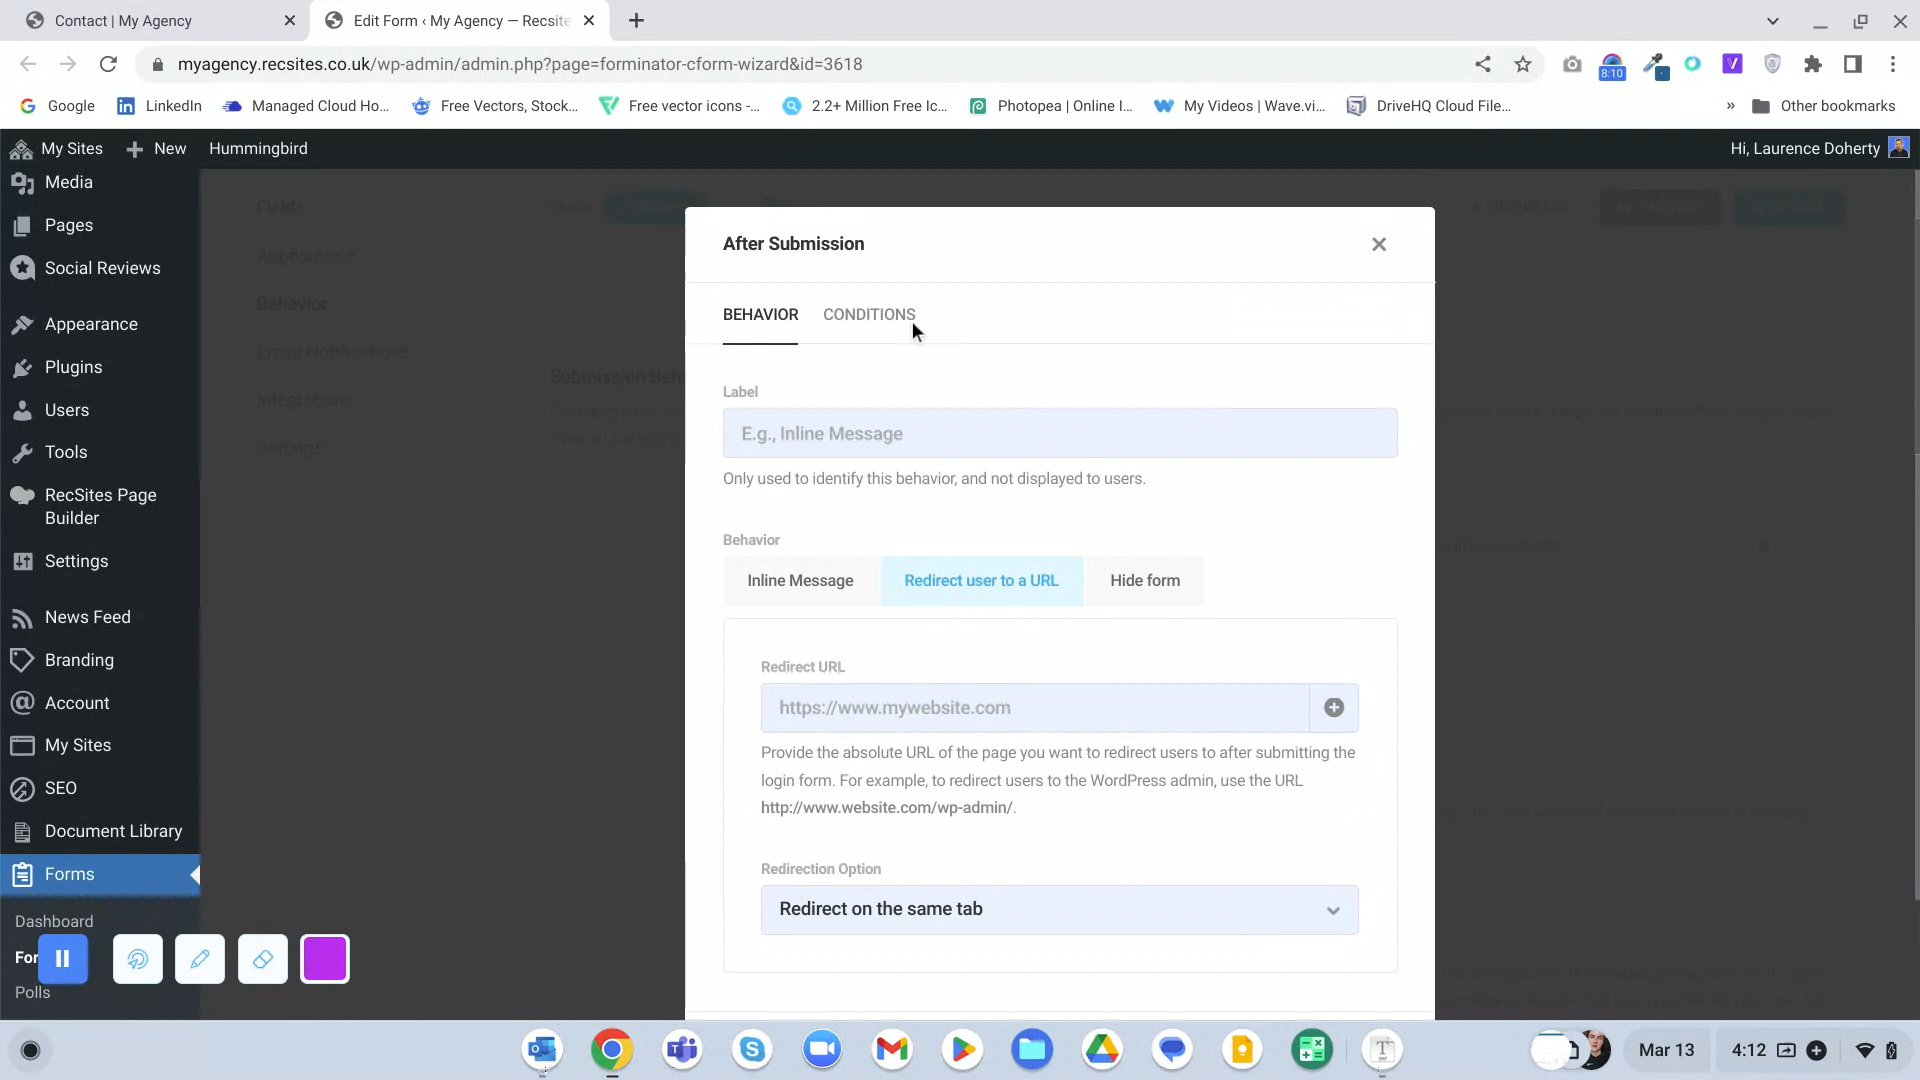 Contact | My Agency
Edit Form ‹ My Agency — Recsite
myagency.recsites.co.uk/wp-admin/admin.php?page=forminator-cform-wizard&id=3618
8:10
Google
LinkedIn
Managed Cloud Ho...
Free Vectors, Stock...
Free vector icons -...
2.2+ Million Free Ic...
Photopea | Online I...
My Videos | Wave.vi...
DriveHQ Cloud File...
»
Other bookmarks
My Sites
New
Hummingbird
Hi, Laurence Doherty
Media
Pages
Social Reviews
Appearance
Plugins
Users
Tools
RecSites Page
Builder
Settings
News Feed
Branding
Account
My Sites
SEO
Document Library
Forms
Dashboard
For
Polls
Fields
Appearance
Behavior
Email Notifications
Integrations
Settings
After Submission
BEHAVIOR
CONDITIONS
Label
E.g., Inline Message
Only used to identify this behavior, and not displayed to users.
Behavior
Inline Message
Redirect user to a URL
Hide form
Redirect URL
https://www.mywebsite.com
Provide the absolute URL of the page you want to redirect users to after submitting the
login form. For example, to redirect users to the WordPress admin, use the URL
http://www.website.com/wp-admin/.
Redirection Option
Redirect on the same tab
Mar 13
4:12